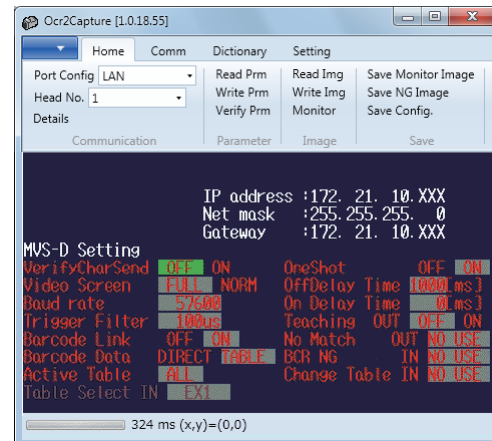 Ocr2Capture [1.0.18.55]
Home Comm Dictionary Setting
Port Config LAN Read Prm Read Img Save Monitor Image
Head No. 1 Write Prm Write Img Save NG Image
Details Verify Prm Monitor Save Config.
Communication Parameter Image Save
IP address :172. 21. 10.XXX
Net mask :255.255.255. 0
Gateway :172. 21. 10.XXX
MVS-D Setting
VerifyCharSend OFF ON OneShot OFF ON
Video Screen FULL NORM OffDelay Time 1000[ms]
Baud rate 57600 On Delay Time 0[ms]
Trigger Filter 100us Teaching OUT OFF ON
Barcode Link OFF ON No Match OUT NO USE
Barcode Data DIRECT TABLE BCR NG IN NO USE
Active Table ALL Change Table IN NO USE
Table Select IN EX1
324 ms (x,y)=(0,0)